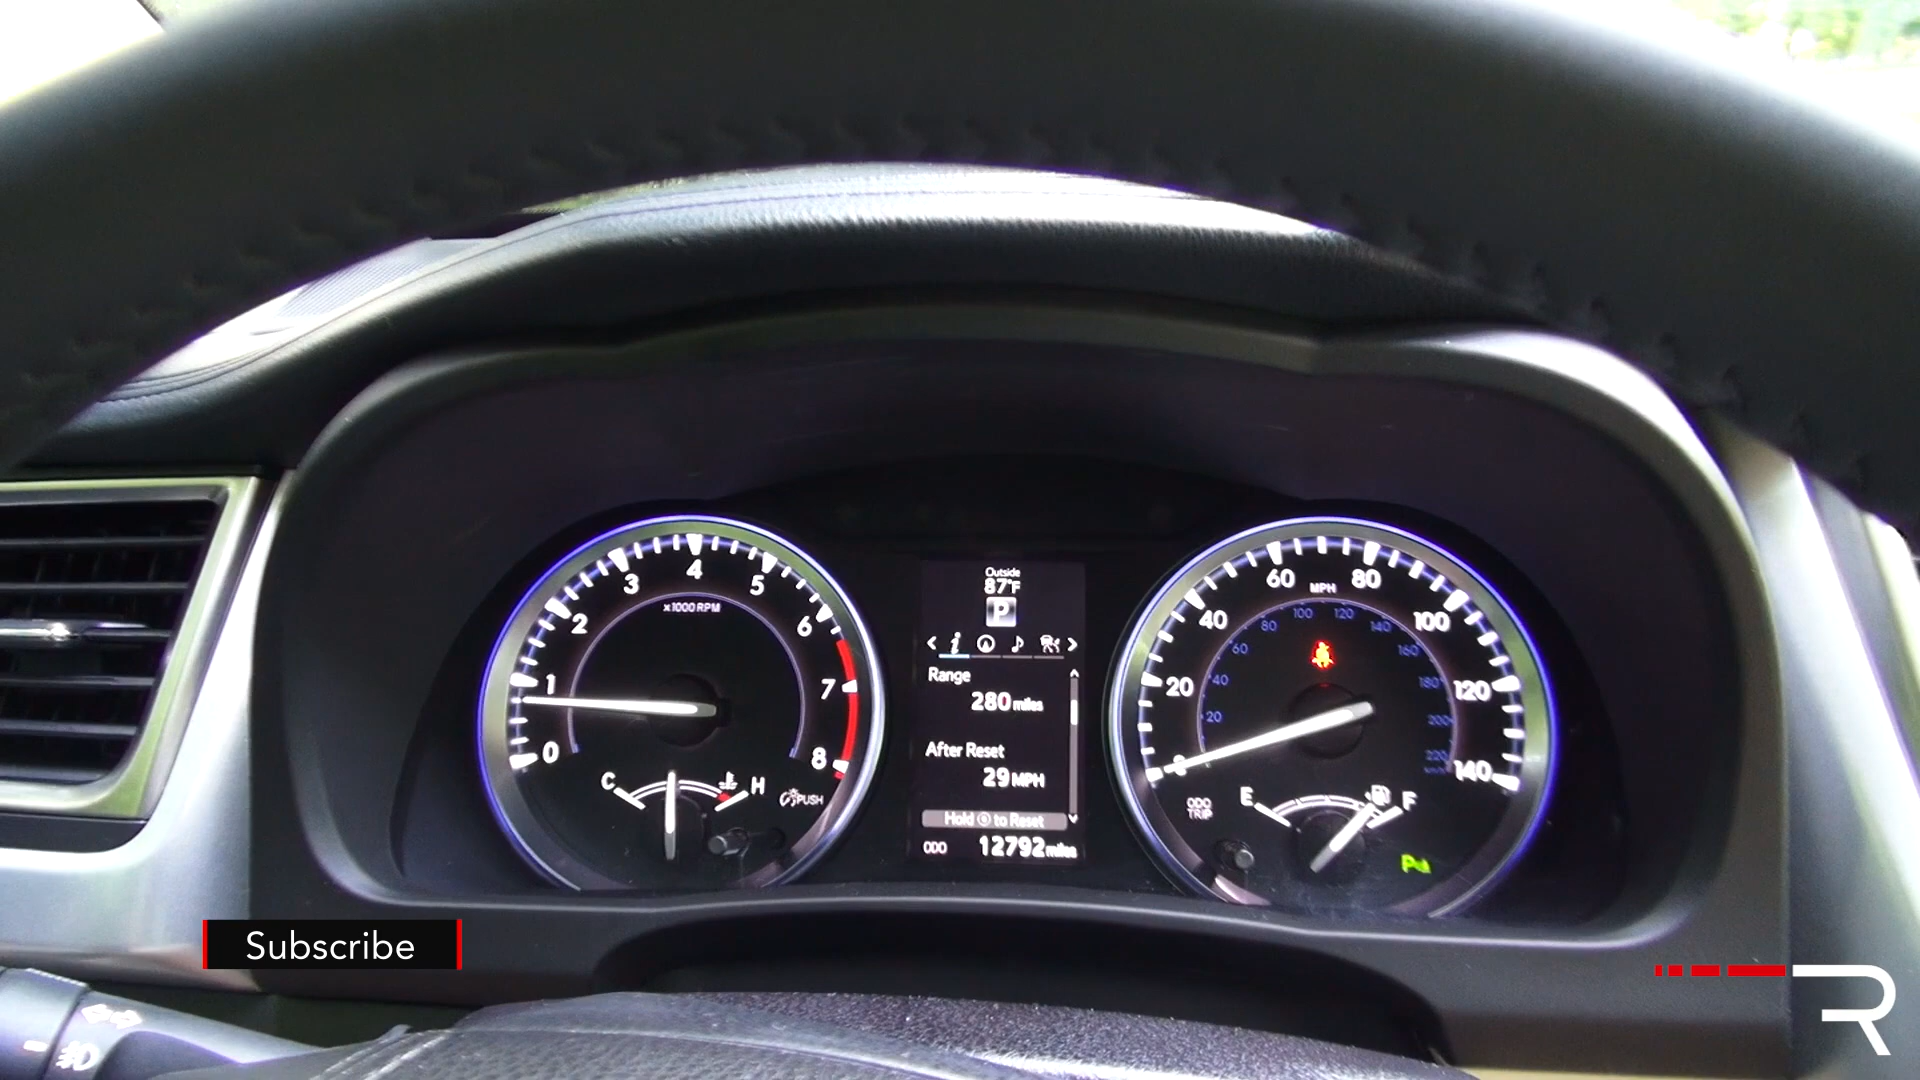 4
3 5
2 6
x1000 RPM
1 7
0 8
C H
PUSH
Outside
87°F
P
Range
280 miles
After Reset
29 MPH
Hold to Reset
ODO 12792 miles
60 80
MPH
40 100
20 120
0 140
100 120
80 140
60 160
40 180
20 200
220
km/h
ODO
TRIP
E F
Subscribe
R